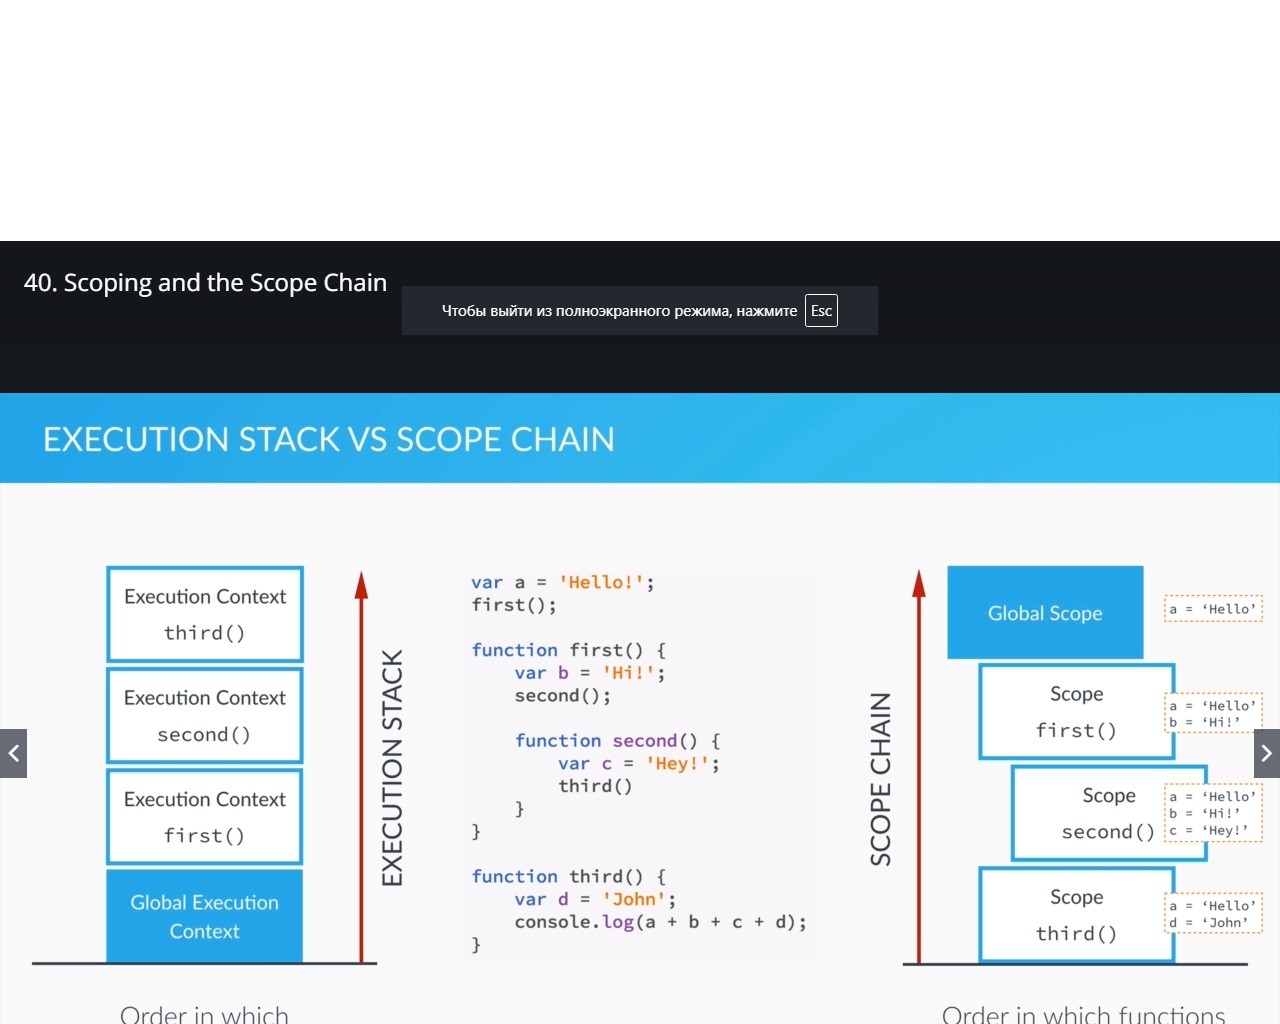 40. Scoping and the Scope Chain
Чтобы выйти из полноэкранного режима, нажмите Esc
EXECUTION STACK VS SCOPE CHAIN
Execution Context
third()
Execution Context
second()
Execution Context
first()
Global Execution
Context
EXECUTION STACK
var a = 'Hello!';
first();
function first() {
var b = 'Hi!';
second();
function second() {
var c = 'Hey!';
third()
}
}
function third() {
var d = 'John';
console.log(a + b + c + d);
}
SCOPE CHAIN
Global Scope
a = ‘Hello’
Scope
first()
a = ‘Hello’
b = ‘Hi!’
Scope
second()
a = ‘Hello’
b = ‘Hi!’
c = ‘Hey!’
Scope
third()
a = ‘Hello’
d = ‘John’
Order in which
Order in which functions